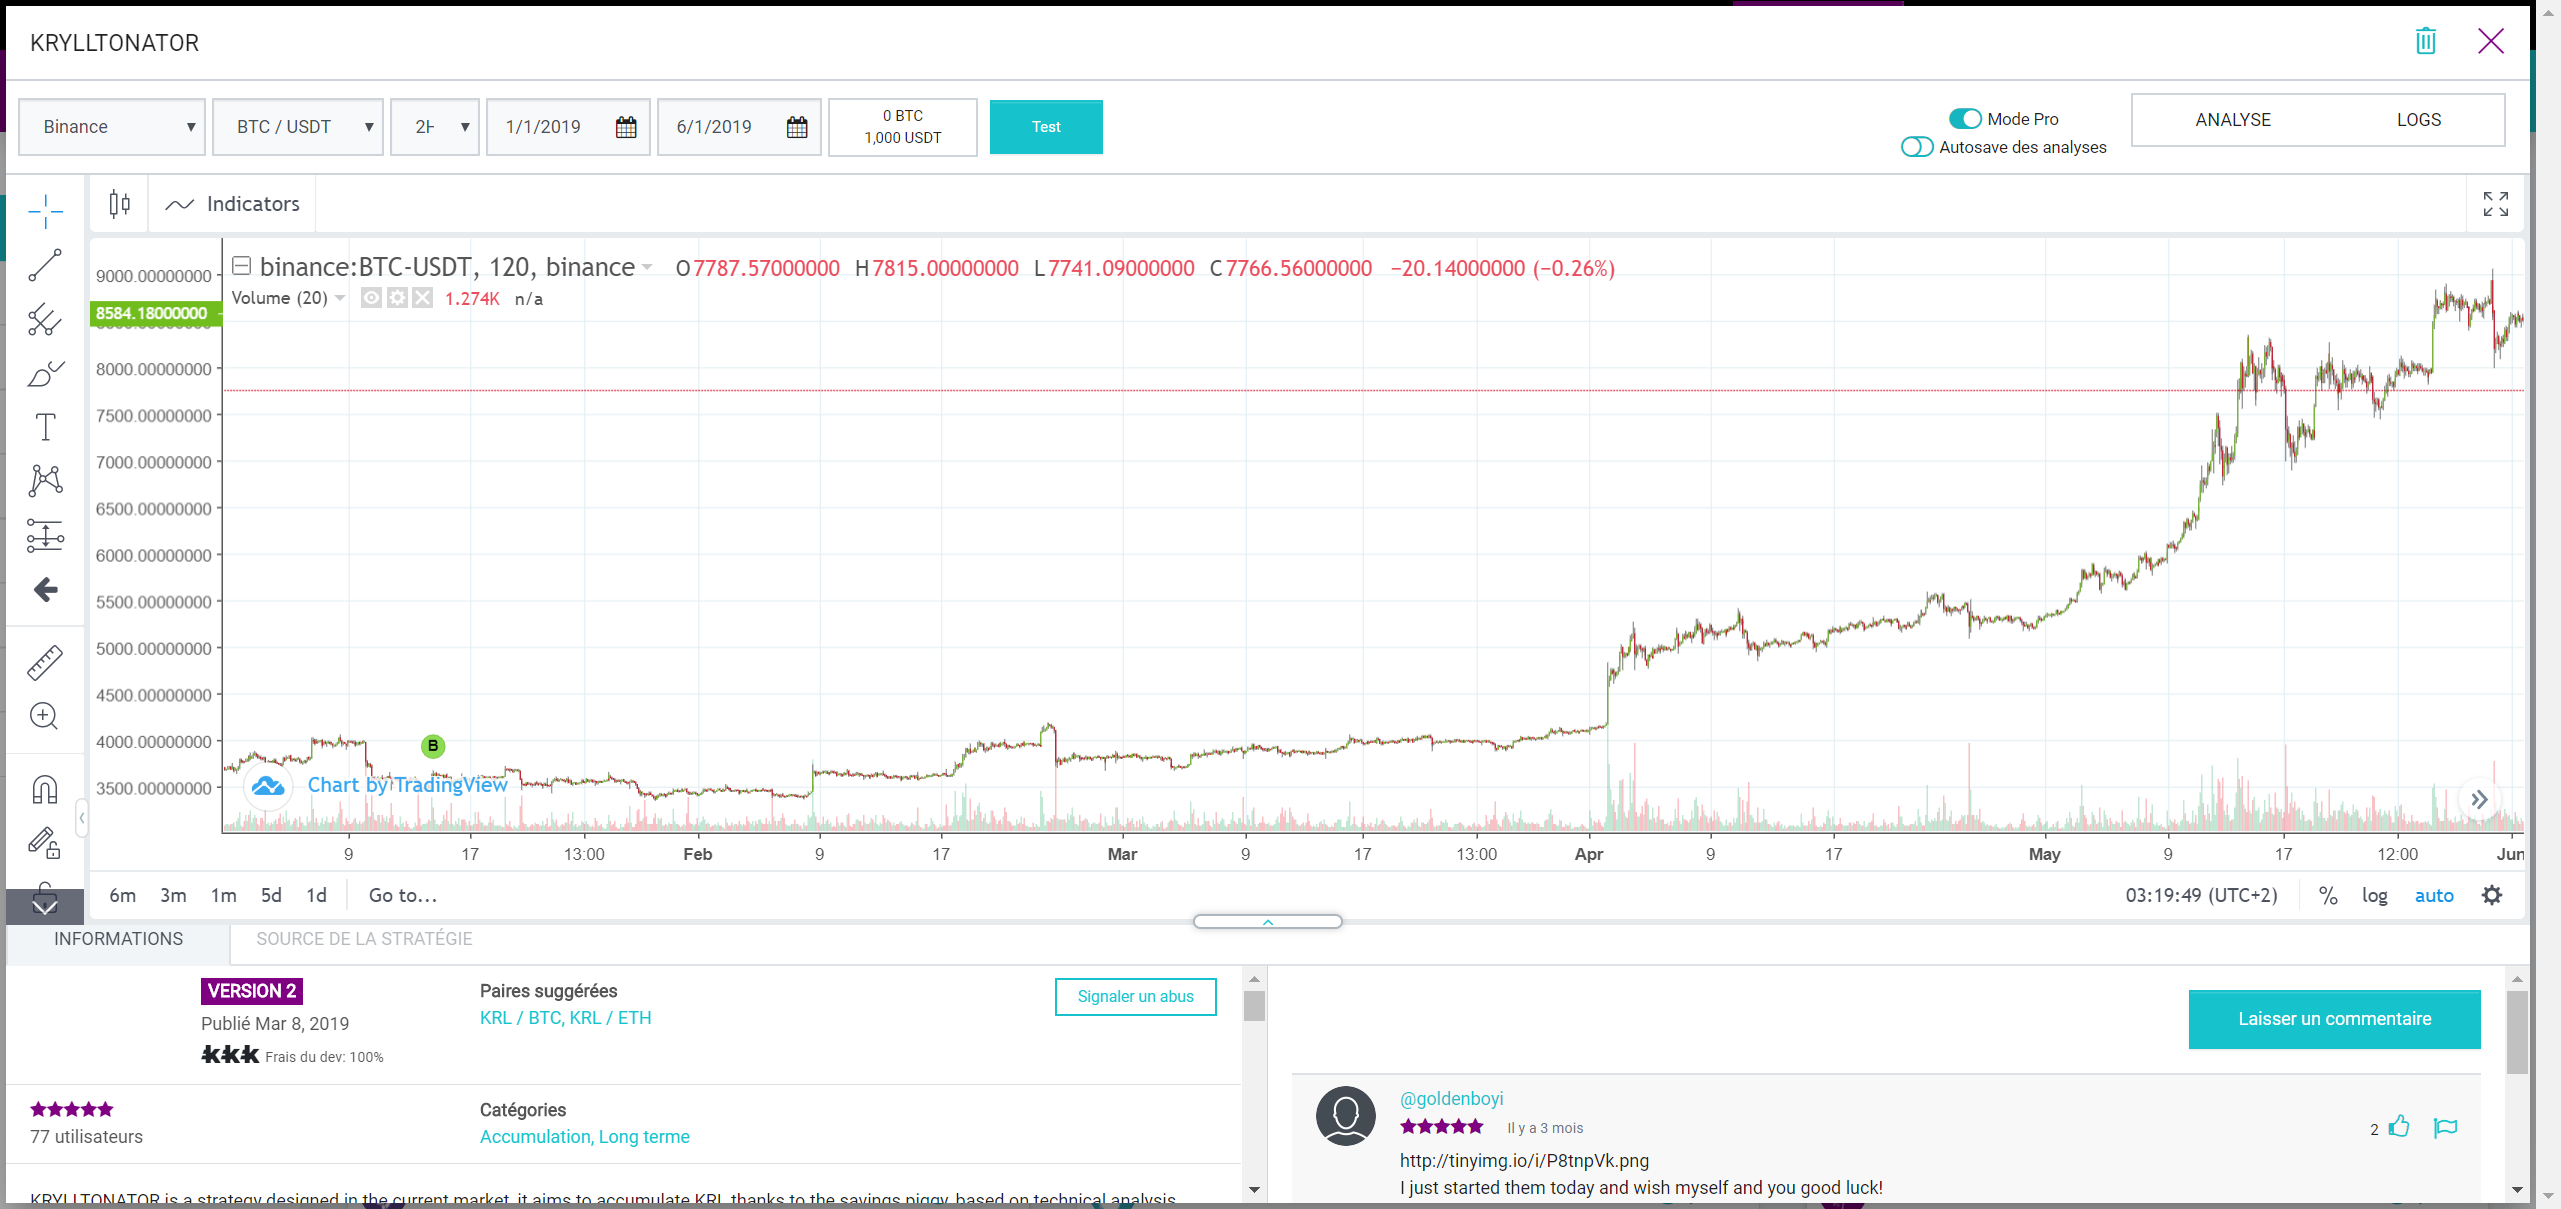 KRYLLTONATOR
Binance
BTC / USDT
2H
1/1/2019
6/1/2019
0 BTC
1,000 USDT
Test
Mode Pro
Autosave des analyses
ANALYSE
LOGS
Indicators
binance:BTC-USDT, 120, binance
O7787.57000000 H7815.00000000 L7741.09000000 C7766.56000000 −20.14000000 (−0.26%)
Volume (20)
1.274K n/a
9000.00000000
8584.18000000
8000.00000000
7500.00000000
7000.00000000
6500.00000000
6000.00000000
5500.00000000
5000.00000000
4500.00000000
4000.00000000
3500.00000000
B
Chart by TradingView
9 17 13:00 Feb 9 17 Mar 9 17 13:00 Apr 9 17 May 9 17 12:00 Jun
6m 3m 1m 5d 1d Go to...
03:19:49 (UTC+2) % log auto
INFORMATIONS
SOURCE DE LA STRATÉGIE
VERSION 2
Publié Mar 8, 2019
Frais du dev: 100%
Paires suggérées
KRL / BTC, KRL / ETH
Signaler un abus
77 utilisateurs
Catégories
Accumulation, Long terme
KRYLLTONATOR is a strategy designed in the current market, it aims to accumulate KRL thanks to the savings piggy, based on technical analysis
Laisser un commentaire
@goldenboyi
Il y a 3 mois
2
http://tinyimg.io/i/P8tnpVk.png
I just started them today and wish myself and you good luck!